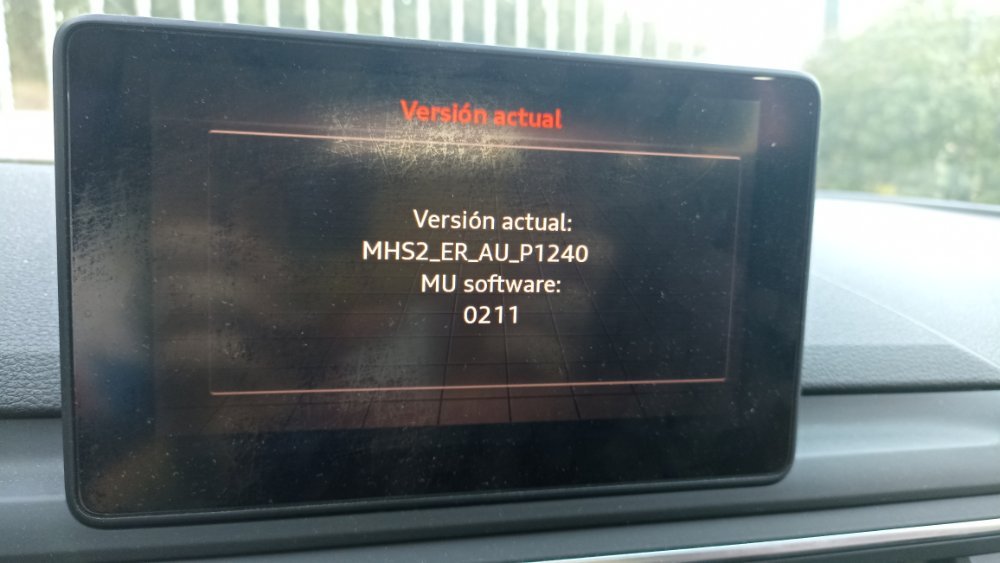 Versión actual
Versión actual:
MHS2_ER_AU_P1240
MU software:
0211